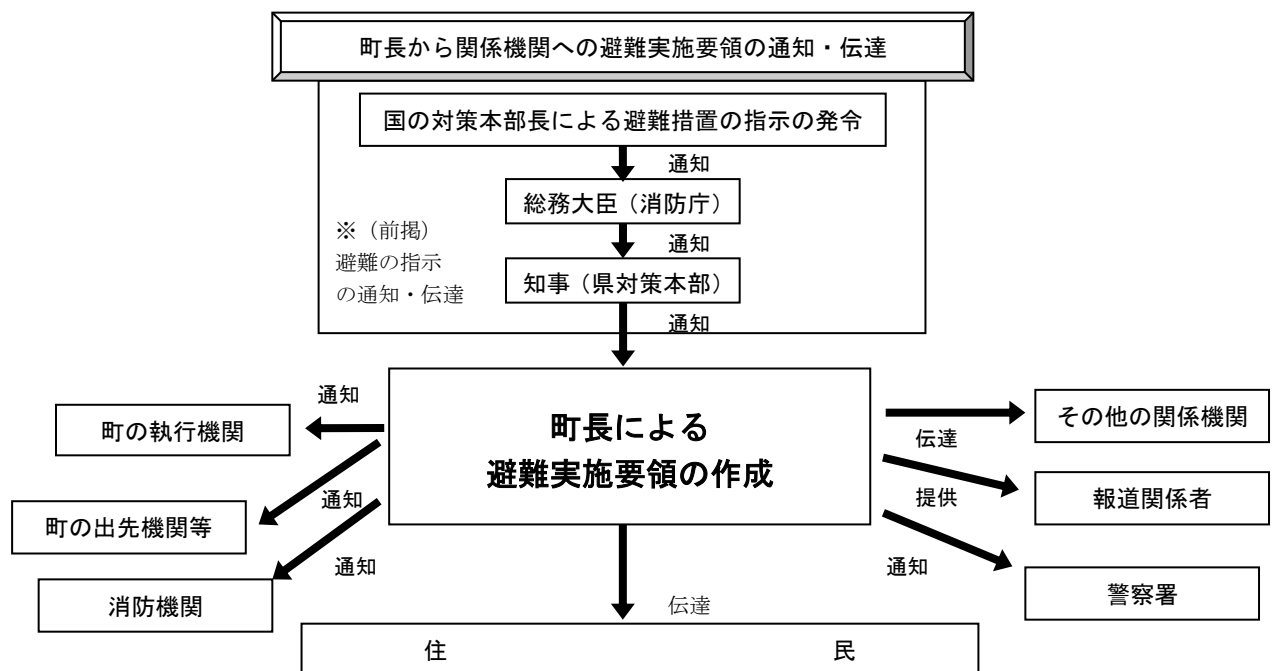 町長から関係機関への避難実施要領の通知・伝達
国の対策本部長による避難措置の指示の発令
通知
総務大臣（消防庁）
※（前掲）
避難の指示
の通知・伝達
通知
知事（県対策本部）
通知
町長による
避難実施要領の作成
通知
町の執行機関
通知
町の出先機関等
通知
消防機関
その他の関係機関
伝達
報道関係者
提供
警察署
通知
伝達
住　　　　　民